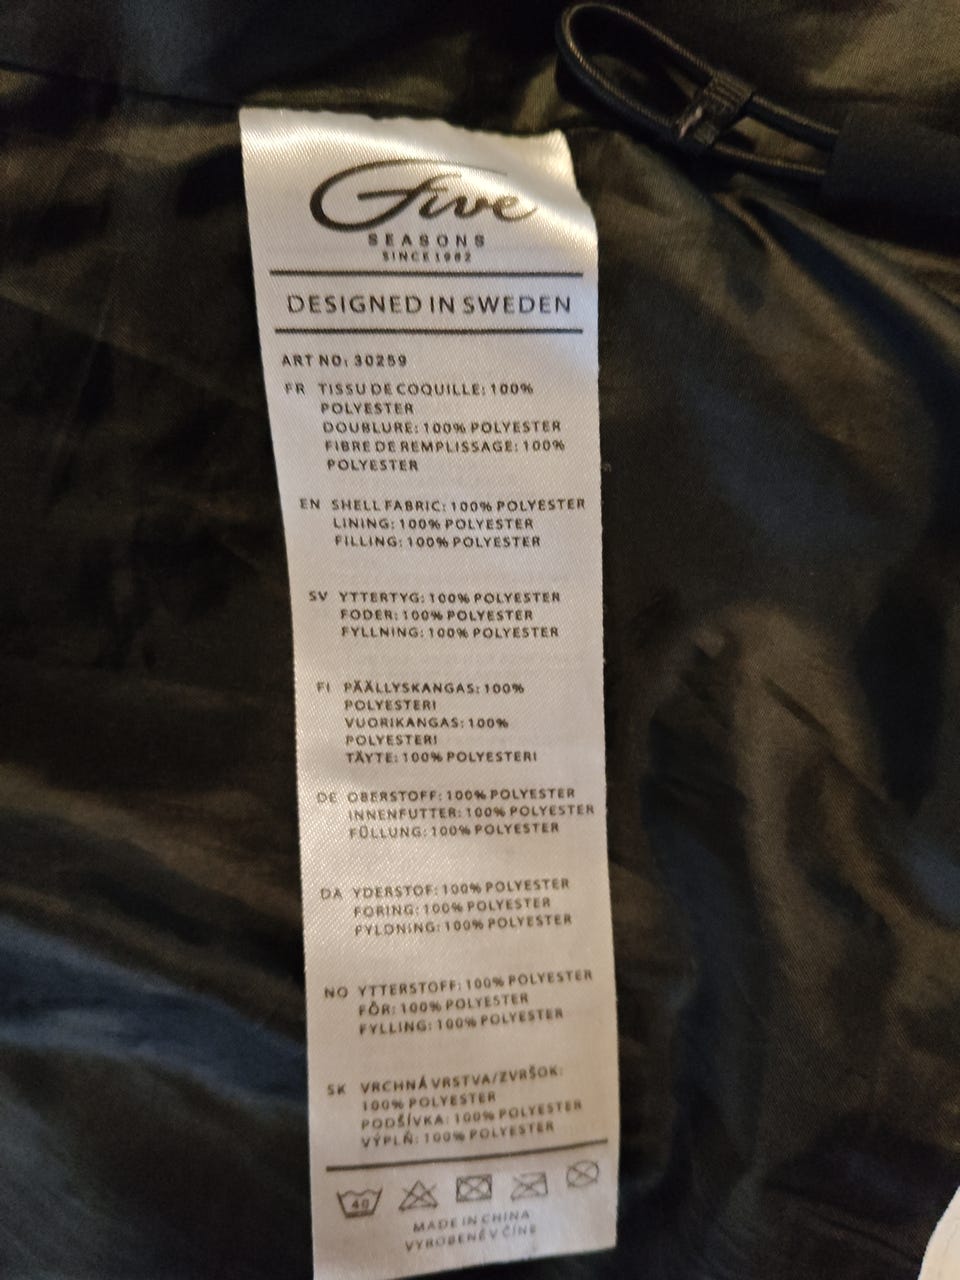 Five
SEASONS
SINCE 1982
DESIGNED IN SWEDEN
ART NO: 30259
FR TISSU DE COQUILLE: 100%
POLYESTER
DOUBLURE: 100% POLYESTER
FIBRE DE REMPLISSAGE: 100%
POLYESTER
EN SHELL FABRIC: 100% POLYESTER
LINING: 100% POLYESTER
FILLING: 100% POLYESTER
SV YTTERTYG: 100% POLYESTER
FODER: 100% POLYESTER
FYLLNING: 100% POLYESTER
FI PÄÄLLYSKANGAS: 100%
POLYESTERI
VUORIKANGAS: 100%
POLYESTERI
TÄYTE: 100% POLYESTERI
DE OBERSTOFF: 100% POLYESTER
INNENFUTTER: 100% POLYESTER
FÜLLUNG: 100% POLYESTER
DA YDERSTOF: 100% POLYESTER
FORING: 100% POLYESTER
FYLDNING: 100% POLYESTER
NO YTTERSTOFF: 100% POLYESTER
FÔR: 100% POLYESTER
FYLLING: 100% POLYESTER
SK VRCHNÁ VRSTVA/ZVRŠOK:
100% POLYESTER
PODŠÍVKA: 100% POLYESTER
VÝPLŇ: 100% POLYESTER
40
MADE IN CHINA
VYROBENÉ V ČÍNE